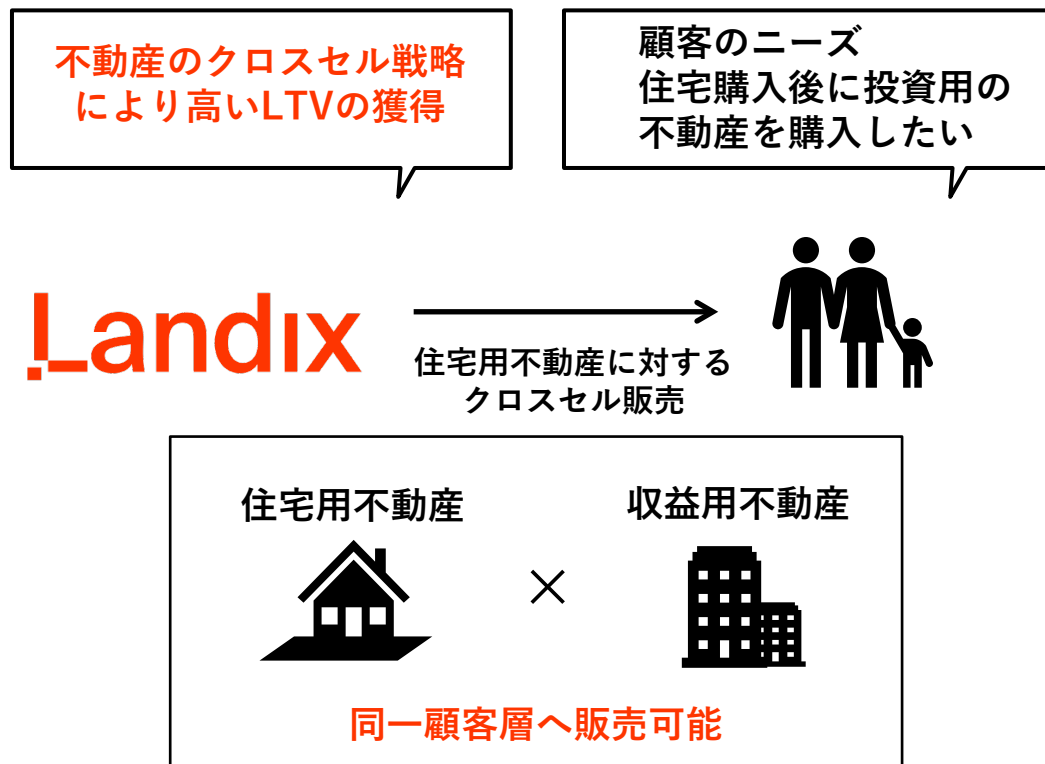 不動産のクロスセル戦略
により高いLTVの獲得
顧客のニーズ
住宅購入後に投資用の
不動産を購入したい
Landix
住宅用不動産に対する
クロスセル販売
住宅用不動産
×
収益用不動産
同一顧客層へ販売可能